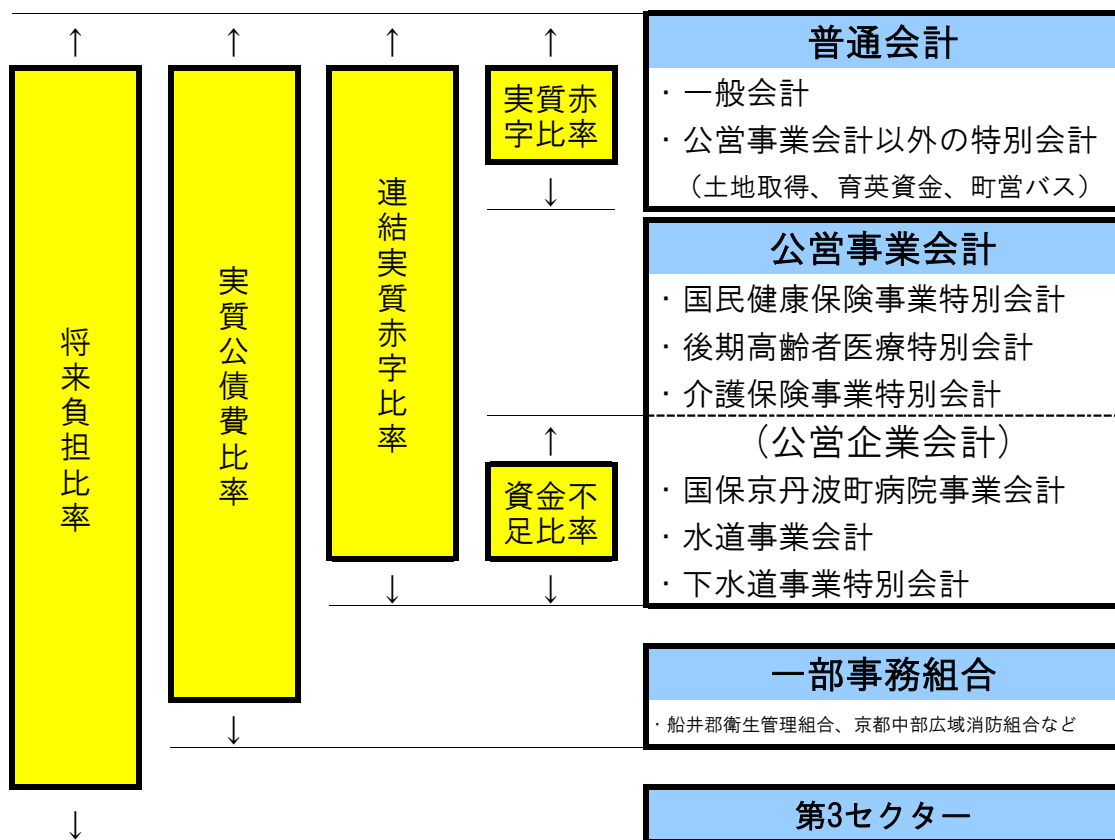 ↑
↑
↑
↑
将来負担比率
↓
実質公債費比率
↓
連結実質赤字比率
↓
実質赤
字比率
↓
↑
資金不
足比率
↓
普通会計
・一般会計
・公営事業会計以外の特別会計
（土地取得、育英資金、町営バス）
公営事業会計
・国民健康保険事業特別会計
・後期高齢者医療特別会計
・介護保険事業特別会計
（公営企業会計）
・国保京丹波町病院事業会計
・水道事業会計
・下水道事業特別会計
一部事務組合
・船井郡衛生管理組合、京都中部広域消防組合など
第3セクター